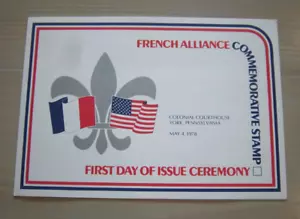 FRENCH ALLIANCE
COMMEMORATIVE STAMP
COLONIAL COURTHOUSE
YORK, PENNSYLVANIA
MAY 4, 1978
FIRST DAY OF ISSUE CEREMONY